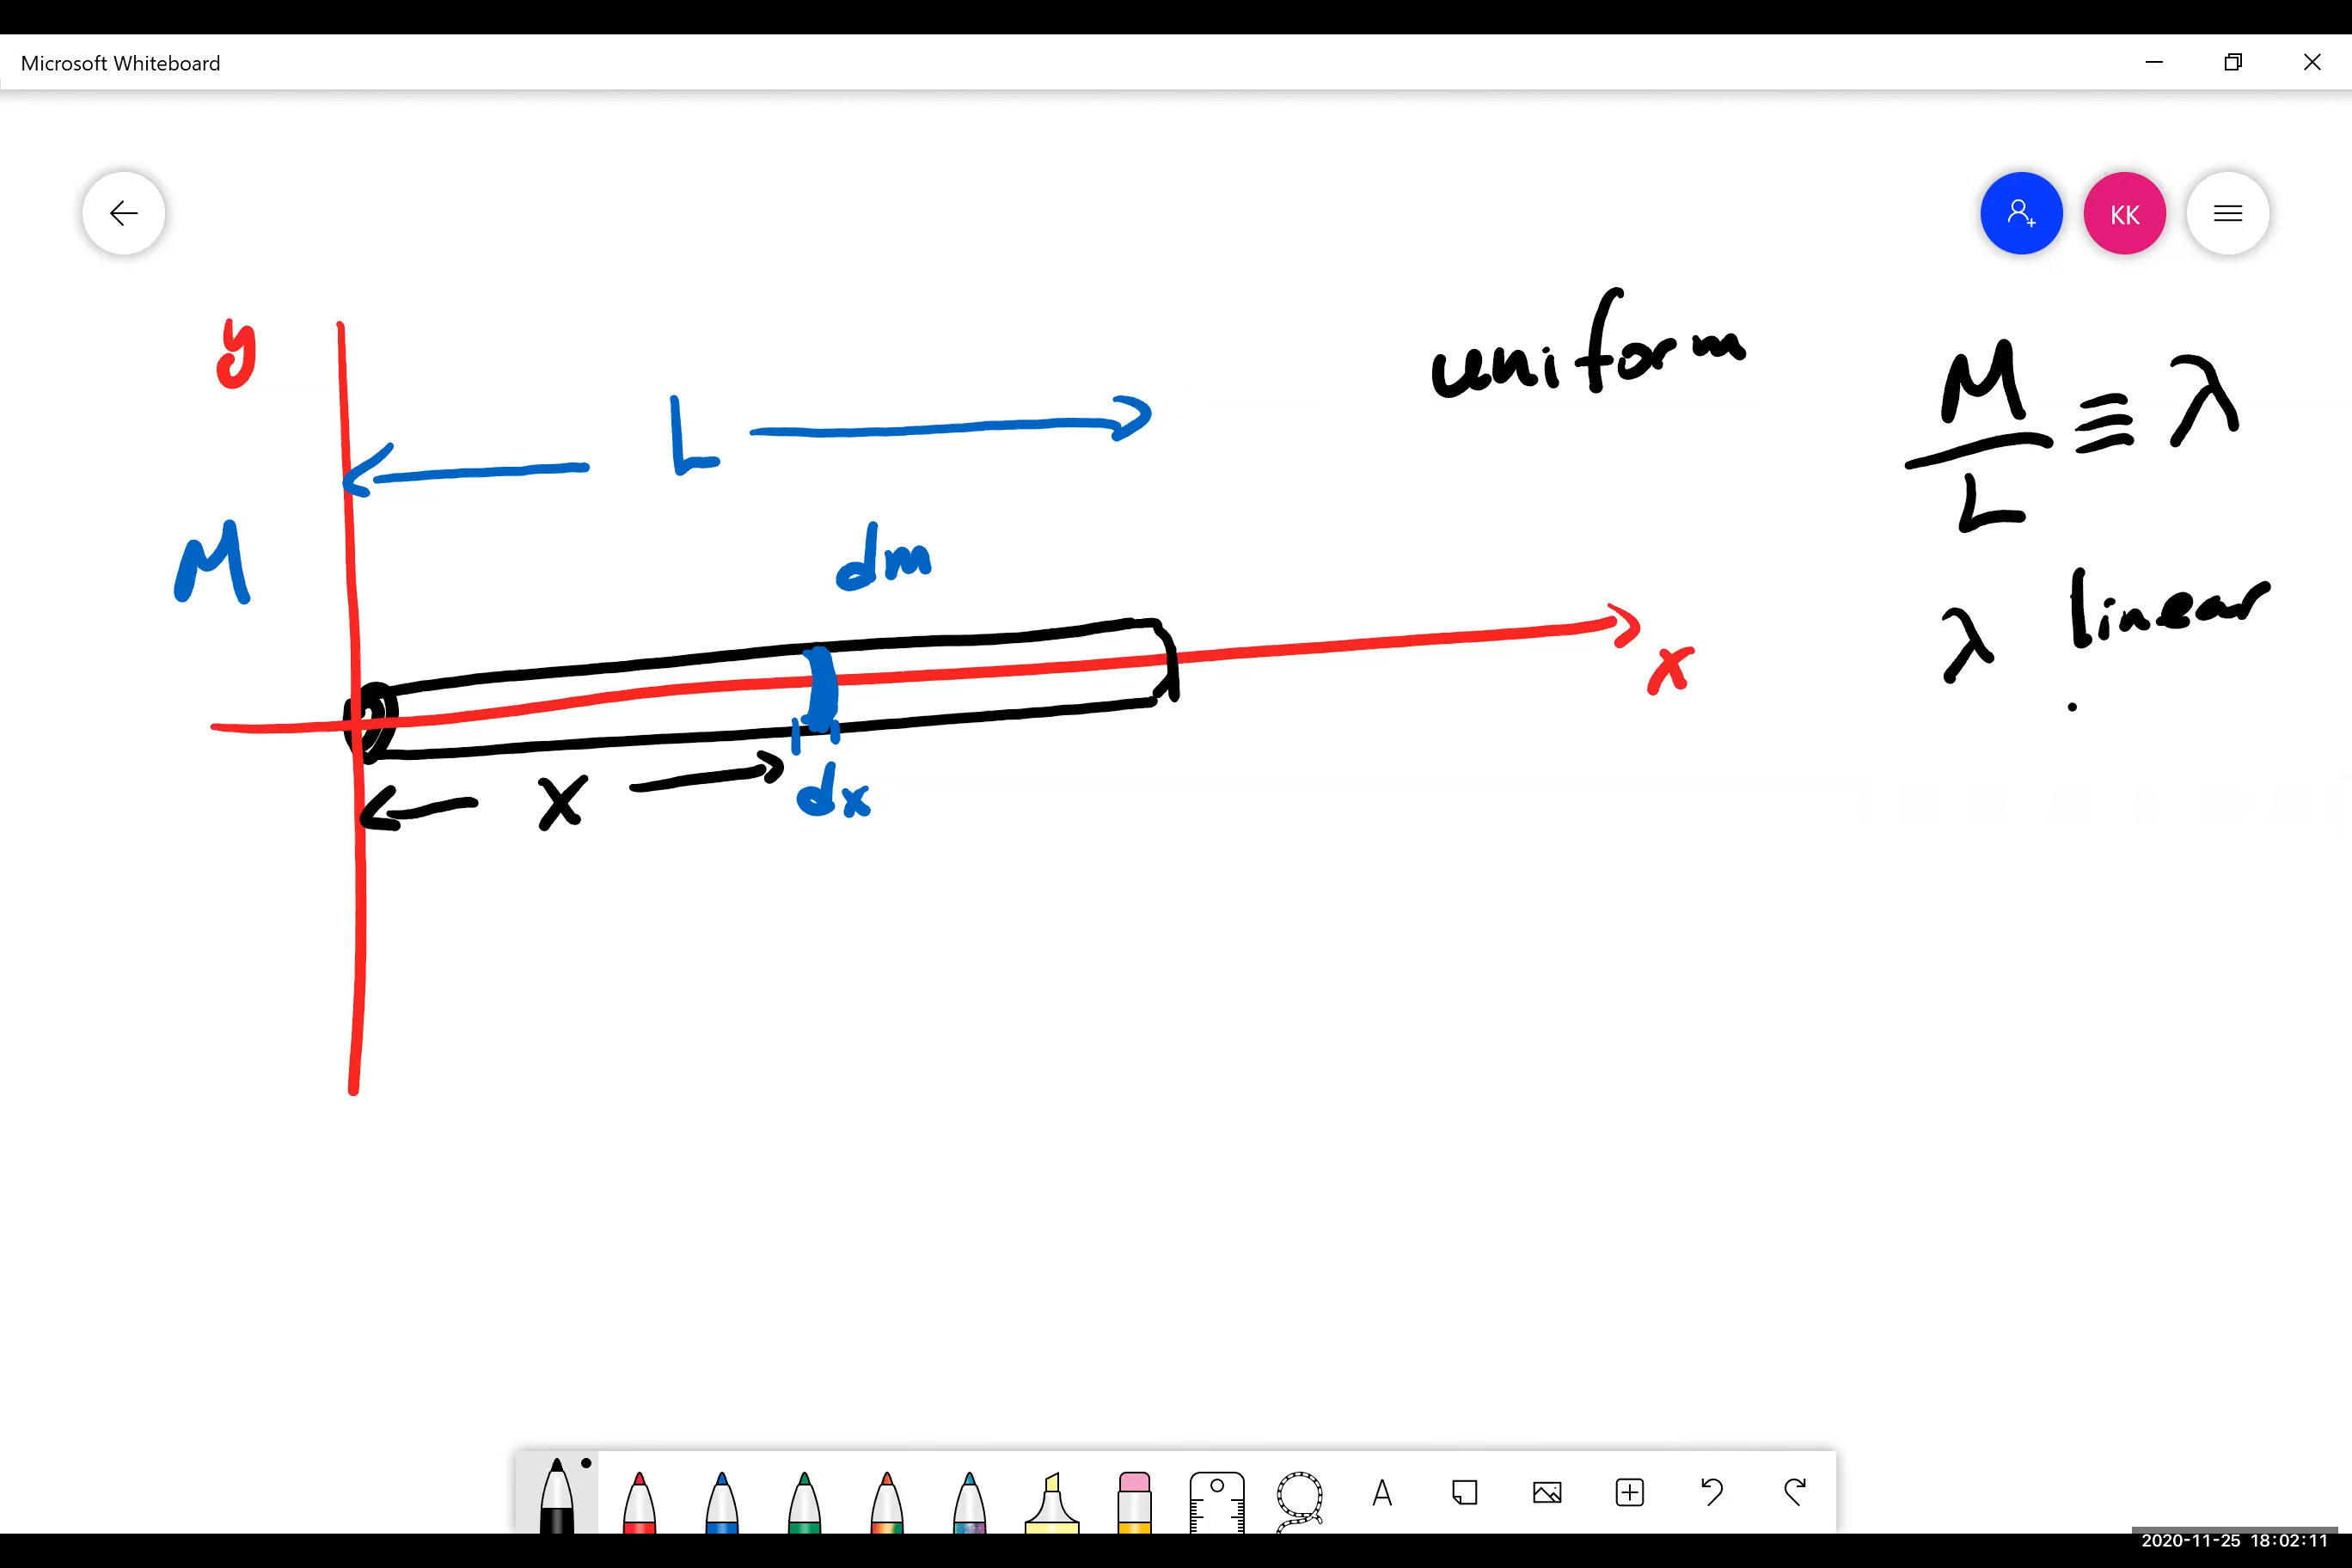 Microsoft Whiteboard
KK
y
L
uniform
M
L
≡ λ
M
dm
λ linear
x
x
dx
A
2020-11-25 18:02:11